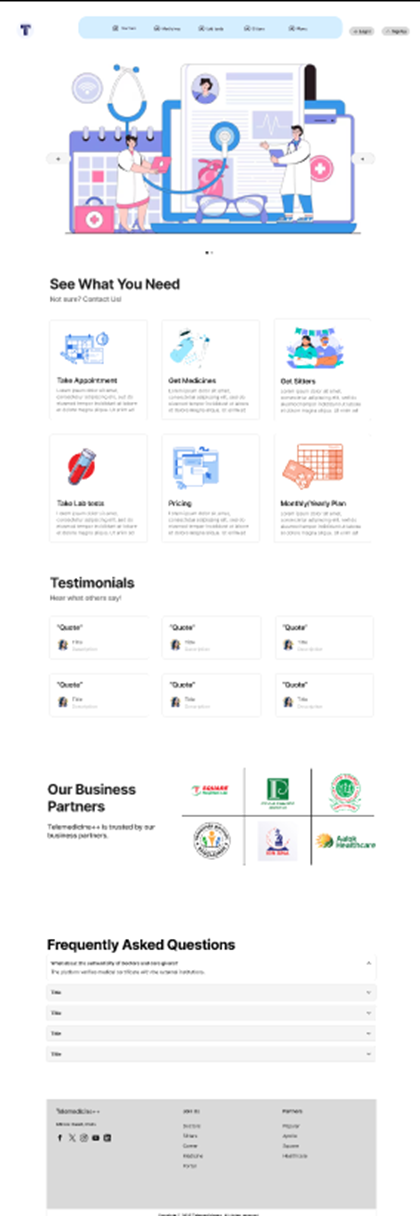 Doctors
Medicine
Lab tests
Sitters
Plans
Log In
Sign Up
See What You Need
Not sure? Contact Us!
Take Appointment
Lorem ipsum dolor sit amet,
consectetur adipiscing elit, sed do
eiusmod tempor incididunt ut labore
et dolore magna aliqua. Ut enim ad
Get Medicines
Lorem ipsum dolor sit amet,
consectetur adipiscing elit, sed do
eiusmod tempor incididunt ut labore
et dolore magna aliqua. Ut enim ad
Get Sitters
Lorem ipsum dolor sit amet,
consectetur adipiscing elit, sed do
eiusmod tempor incididunt ut labore
et dolore magna aliqua. Ut enim ad
Take Lab tests
Lorem ipsum dolor sit amet,
consectetur adipiscing elit, sed do
eiusmod tempor incididunt ut labore
et dolore magna aliqua. Ut enim ad
Pricing
Lorem ipsum dolor sit amet,
consectetur adipiscing elit, sed do
eiusmod tempor incididunt ut labore
et dolore magna aliqua. Ut enim ad
Monthly/Yearly Plan
Lorem ipsum dolor sit amet,
consectetur adipiscing elit, sed do
eiusmod tempor incididunt ut labore
et dolore magna aliqua. Ut enim ad
Testimonials
Hear what others say!
"Quote"
Title
Description
"Quote"
Title
Description
"Quote"
Title
Description
"Quote"
Title
Description
"Quote"
Title
Description
"Quote"
Title
Description
Our Business
Partners
Telemedicine++ is trusted by our
business partners.
SQUARE
Aalok
Healthcare
Frequently Asked Questions
What about the authenticity of doctors and caregivers?
The platform verifies medical certificate with the external institutions.
Title
Title
Title
Title
Telemedicine++
Join Us
Partners
Doctors
Popular
Sitters
Apollo
Career
Square
Medicine
Healthcare